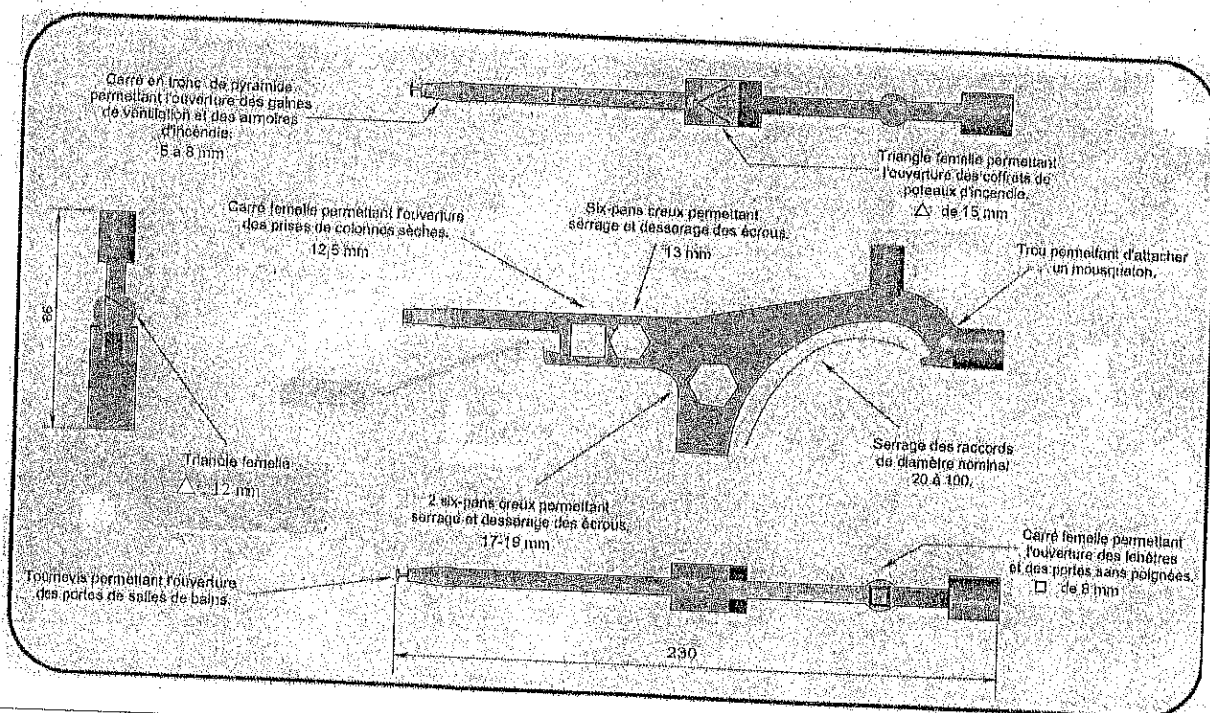 Carré en tronc de pyramide
permettant l'ouverture des gaines
de ventilation et des armoires
d'incendie.
6 à 8 mm
Triangle femelle permettant
l'ouverture des coffrets de
poteaux d'incendie.
△ de 15 mm
Carré femelle permettant l'ouverture
des prises de colonnes sèches.
12,5 mm
Six-pans creux permettant
serrage et desserage des écrous.
13 mm
Trou permettant d'attacher
un mousqueton.
Triangle femelle
△ 12 mm
Serrage des raccords
de diamètre nominal
20 à 100.
2 six-pans creux permettant
serrage et desserage des écrous.
17-19 mm
Tournevis permettant l'ouverture
des portes de salles de bains.
Carré femelle permettant
l'ouverture des fenêtres
et des portes sans poignées.
□ de 8 mm
230